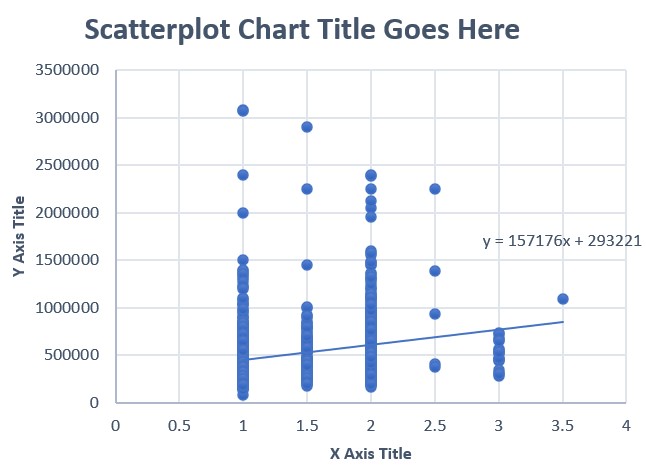 Scatterplot Chart Title Goes Here
3500000
3000000
2500000
2000000
1500000
1000000
500000
0
Y Axis Title
y = 157176x + 293221
0 0.5 1 1.5 2 2.5 3 3.5 4
X Axis Title